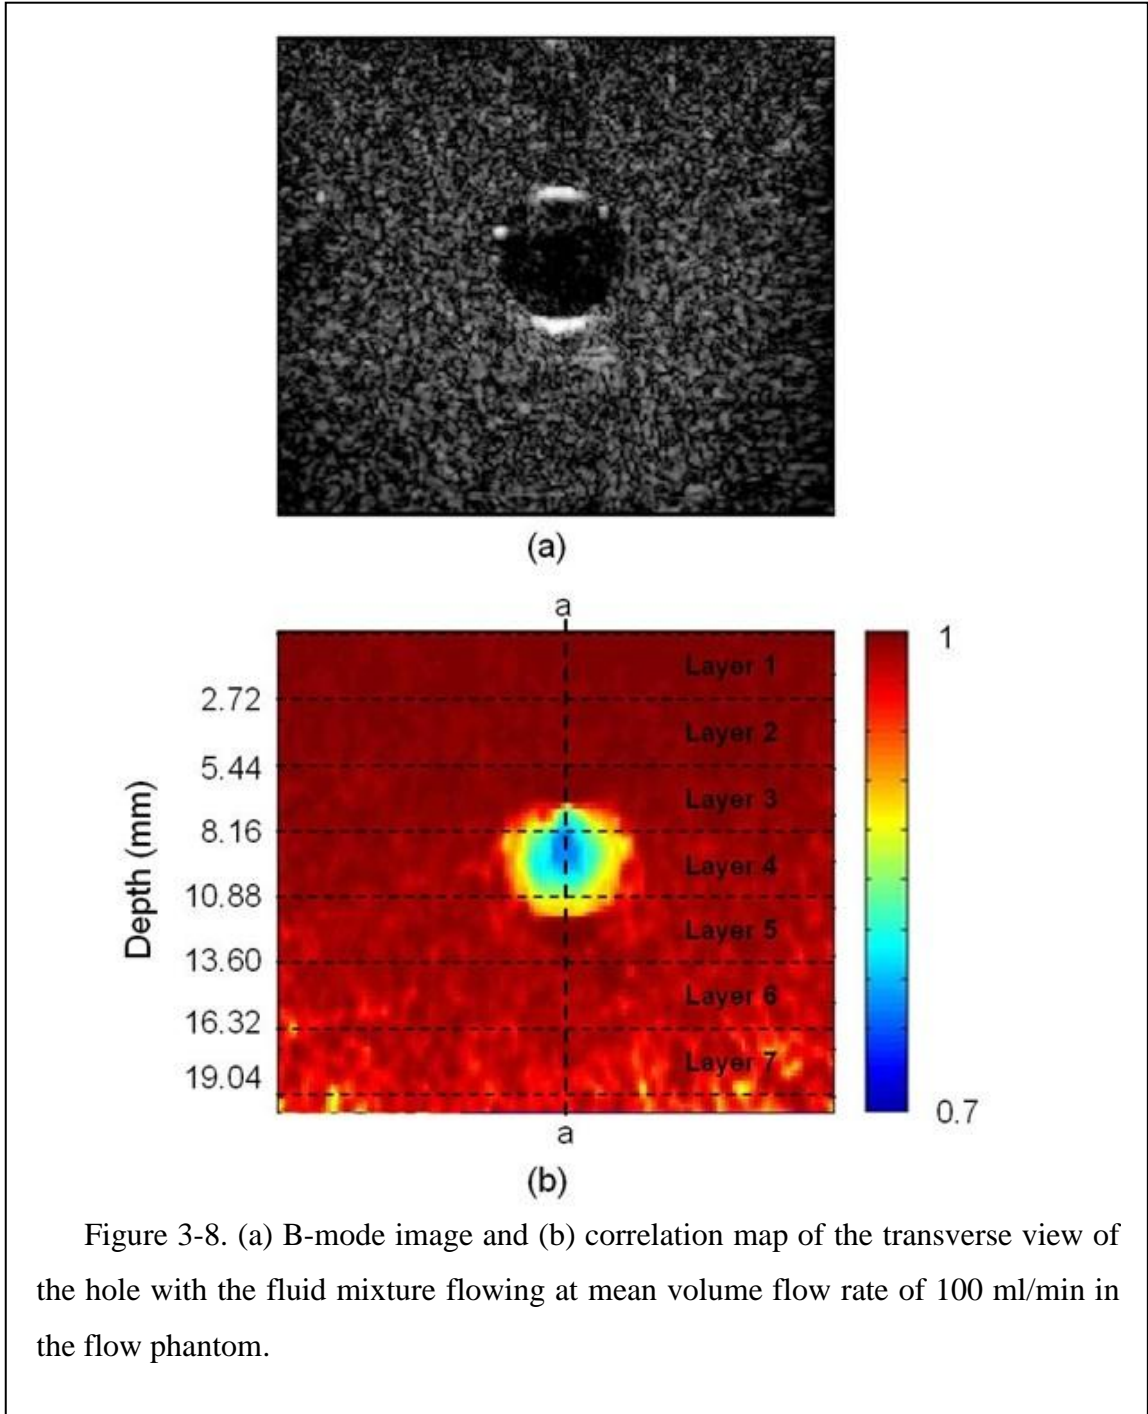 (a)
a
1
Layer 1
2.72
Layer 2
5.44
Layer 3
8.16
Layer 4
10.88
Layer 5
13.60
Layer 6
16.32
Layer 7
19.04
Depth (mm)
0.7
a
(b)
Figure 3-8. (a) B-mode image and (b) correlation map of the transverse view of
the hole with the fluid mixture flowing at mean volume flow rate of 100 ml/min in
the flow phantom.